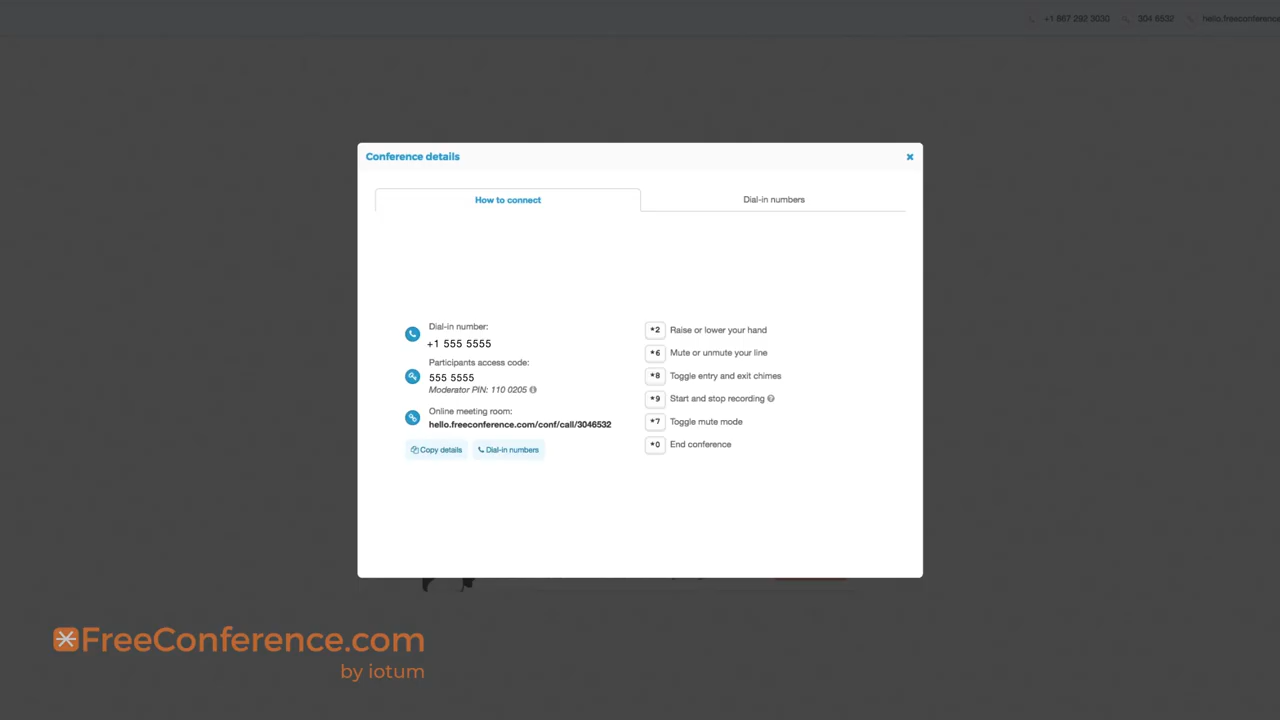 +1 867 292 3030 304 6532 hello.freeconference
Conference details
How to connect
Dial-in numbers
Dial-in number:
+1 555 5555
Participants access code:
555 5555
Moderator PIN: 110 0205
Online meeting room:
hello.freeconference.com/conf/call/3046532
Copy details
Dial-in numbers
*2 Raise or lower your hand
*6 Mute or unmute your line
*8 Toggle entry and exit chimes
*9 Start and stop recording
*7 Toggle mute mode
*0 End conference
FreeConference.com
by iotum